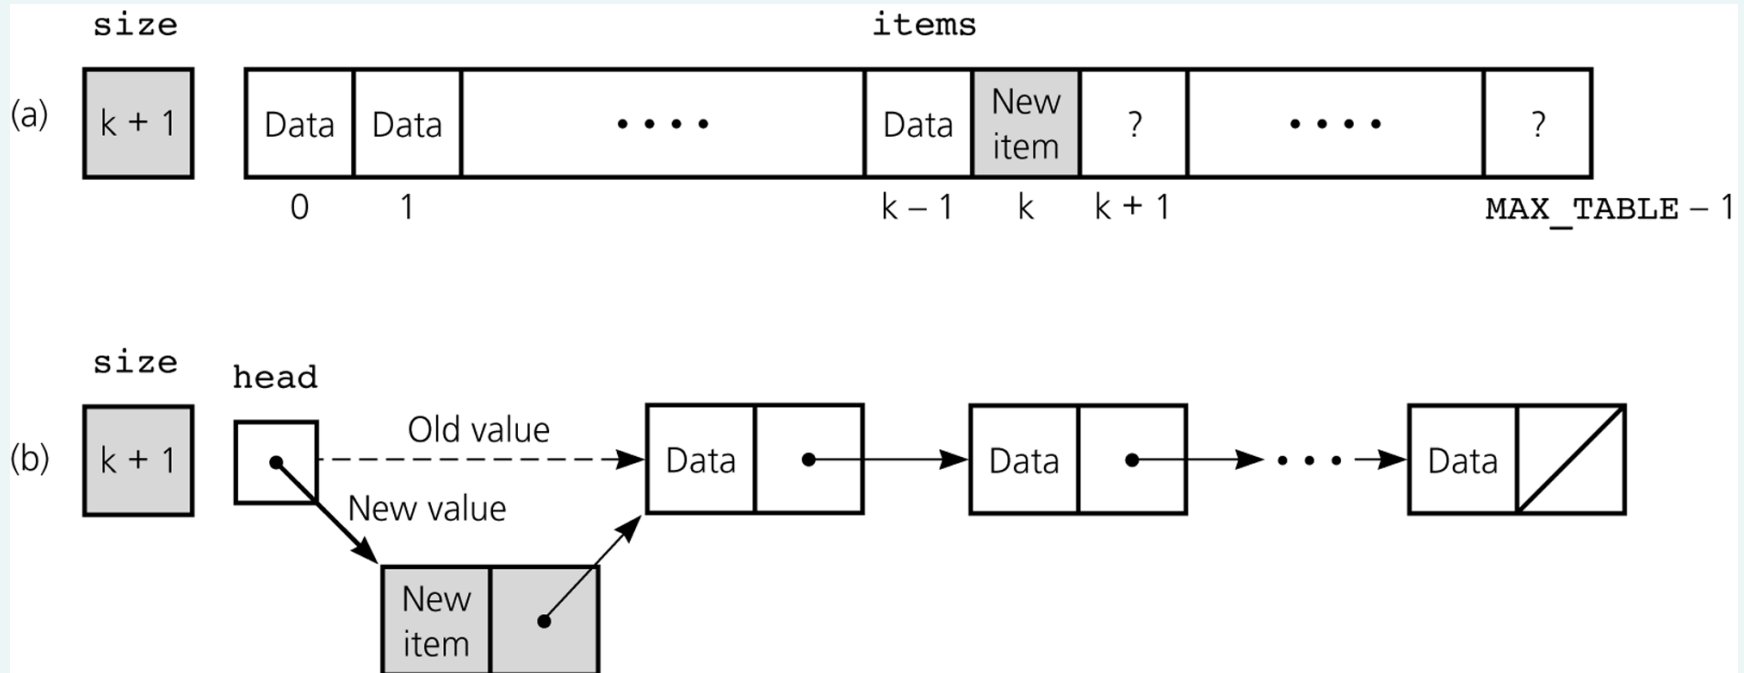 size
items
(a)
k + 1
Data
Data
• • • •
Data
New
item
?
• • • •
?
0
1
k – 1
k
k + 1
MAX_TABLE – 1
size
head
(b)
k + 1
Old value
New value
Data
Data
• • •
Data
New
item